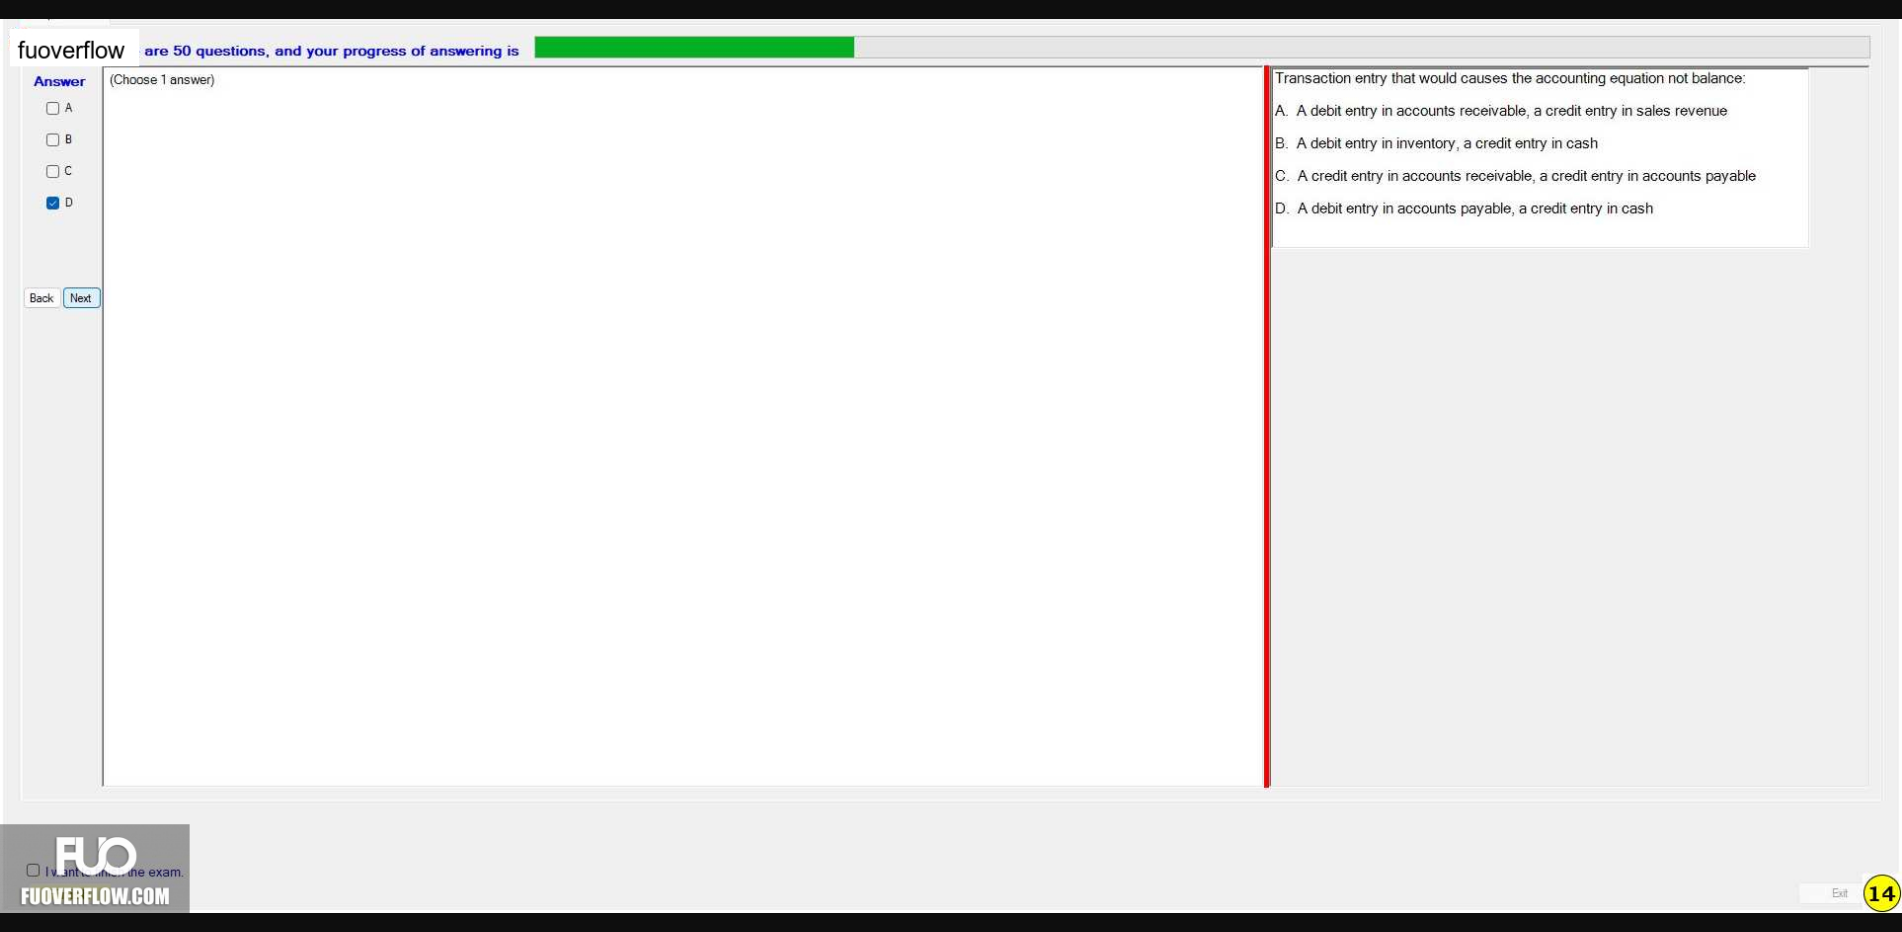 fuoverflow are 50 questions, and your progress of answering is
Answer
(Choose 1 answer)
A
B
C
D
Back Next
Transaction entry that would causes the accounting equation not balance:
A. A debit entry in accounts receivable, a credit entry in sales revenue
B. A debit entry in inventory, a credit entry in cash
C. A credit entry in accounts receivable, a credit entry in accounts payable
D. A debit entry in accounts payable, a credit entry in cash
FUO
I want to finish the exam.
FUOVERFLOW.COM
Exit
14